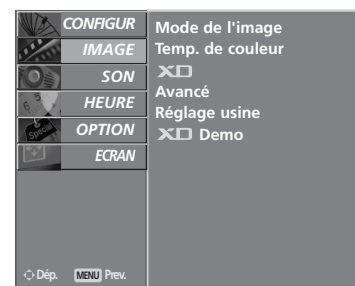 CONFIGUR
IMAGE
SON
HEURE
OPTION
ECRAN
Mode de l'image
Temp. de couleur
XD
Avancé
Réglage usine
XD Demo
Dép. MENU Prev.